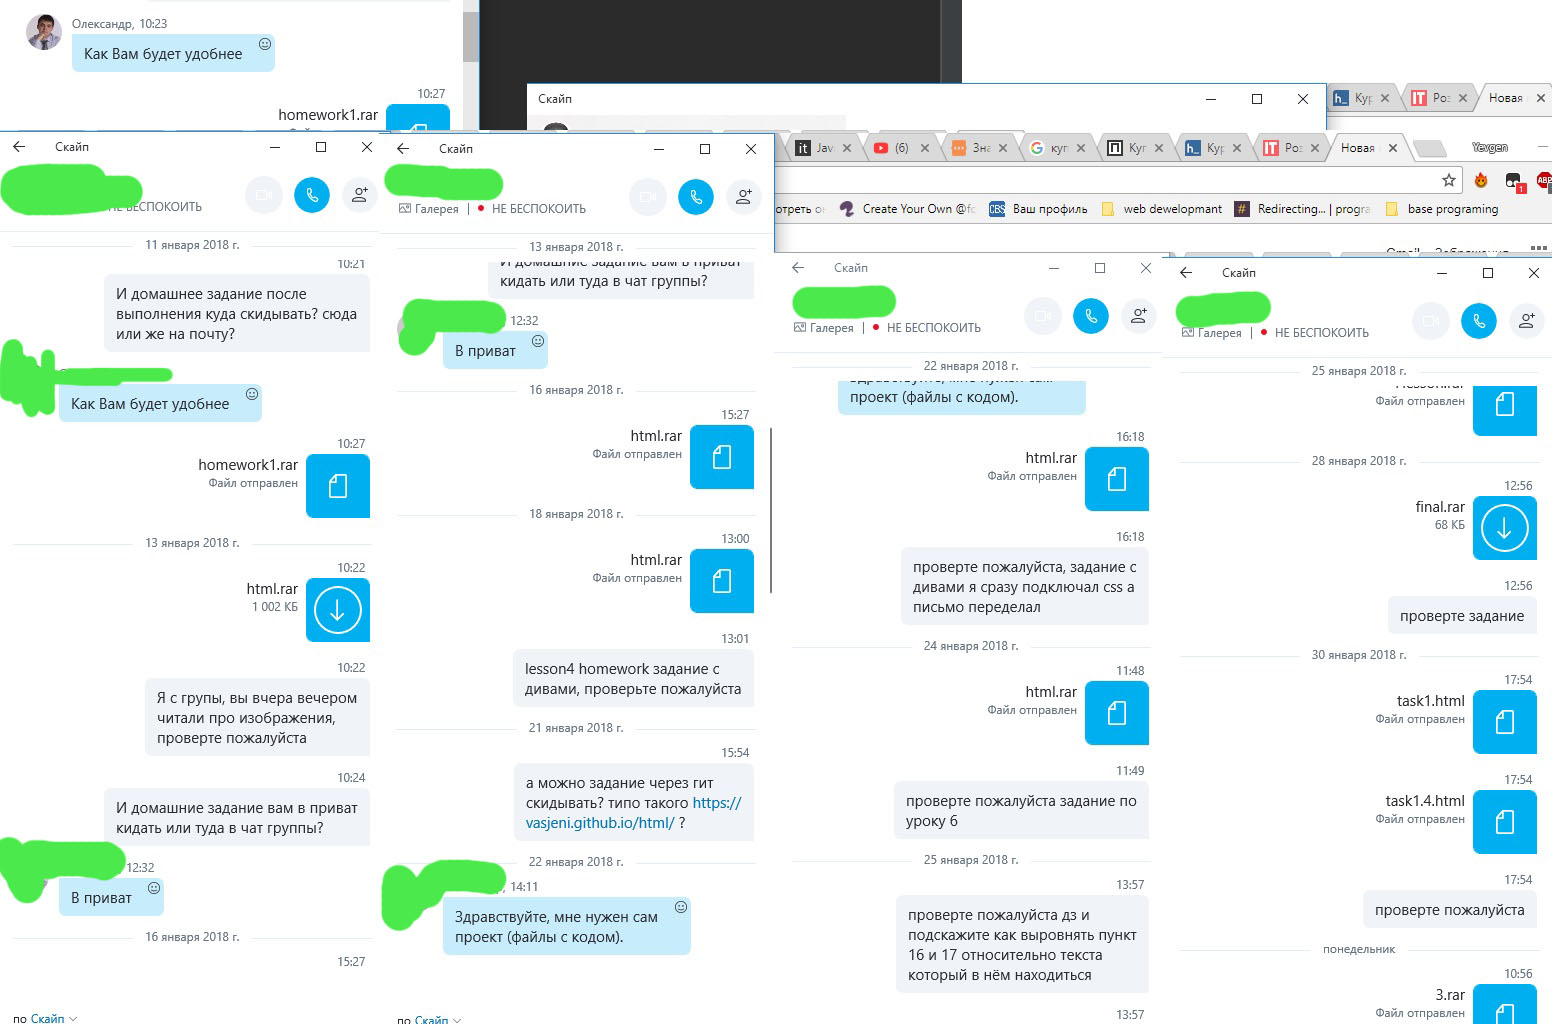 Олександр, 10:23
Как Вам будет удобнее
10:27
homework1.rar
Скайп
Кур
Роз
Новая
Скайп
НЕ БЕСПОКОИТЬ
11 января 2018 г.
10:21
И домашнее задание после
выполнения куда скидывать? сюда
или же на почту?
Как Вам будет удобнее
10:27
homework1.rar
Файл отправлен
13 января 2018 г.
10:22
html.rar
1 002 КБ
10:22
Я с групы, вы вчера вечером
читали про изображения,
проверте пожалуйста
10:24
И домашние задание вам в приват
кидать или туда в чат группы?
12:32
В приват
16 января 2018 г.
15:27
по Скайп
Скайп
Галерея | НЕ БЕСПОКОИТЬ
13 января 2018 г.
И домашние задание вам в приват
кидать или туда в чат группы?
12:32
В приват
16 января 2018 г.
15:27
html.rar
Файл отправлен
18 января 2018 г.
13:00
html.rar
Файл отправлен
13:01
lesson4 homework задание с
дивами, проверьте пожалуйста
21 января 2018 г.
15:54
а можно задание через гит
скидывать? типо такого https://
vasjeni.github.io/html/ ?
22 января 2018 г.
14:11
Здравствуйте, мне нужен сам
проект (файлы с кодом).
по Скайп
it Jav
(6)
Зна
куп
Куп
Кур
Роз
Новая
Yevgen
отреть о
Create Your Own @fo
CBS Ваш профиль
web developmant
Redirecting... | progra
base programing
ABP
1
Скайп
Галерея | НЕ БЕСПОКОИТЬ
22 января 2018 г.
Здравствуйте, мне нужен сам
проект (файлы с кодом).
16:18
html.rar
Файл отправлен
16:18
проверте пожалуйста, задание с
дивами я сразу подключал css а
письмо переделал
24 января 2018 г.
11:48
html.rar
Файл отправлен
11:49
проверте пожалуйста задание по
уроку 6
25 января 2018 г.
13:57
проверте пожалуйста дз и
подскажите как выровнять пункт
16 и 17 относительно текста
который в нём находиться
13:57
Скайп
Галерея | НЕ БЕСПОКОИТЬ
25 января 2018 г.
Файл отправлен
28 января 2018 г.
12:56
final.rar
68 КБ
12:56
проверте задание
30 января 2018 г.
17:54
task1.html
Файл отправлен
17:54
task1.4.html
Файл отправлен
17:54
проверте пожалуйста
понедельник
10:56
3.rar
Файл отправлен